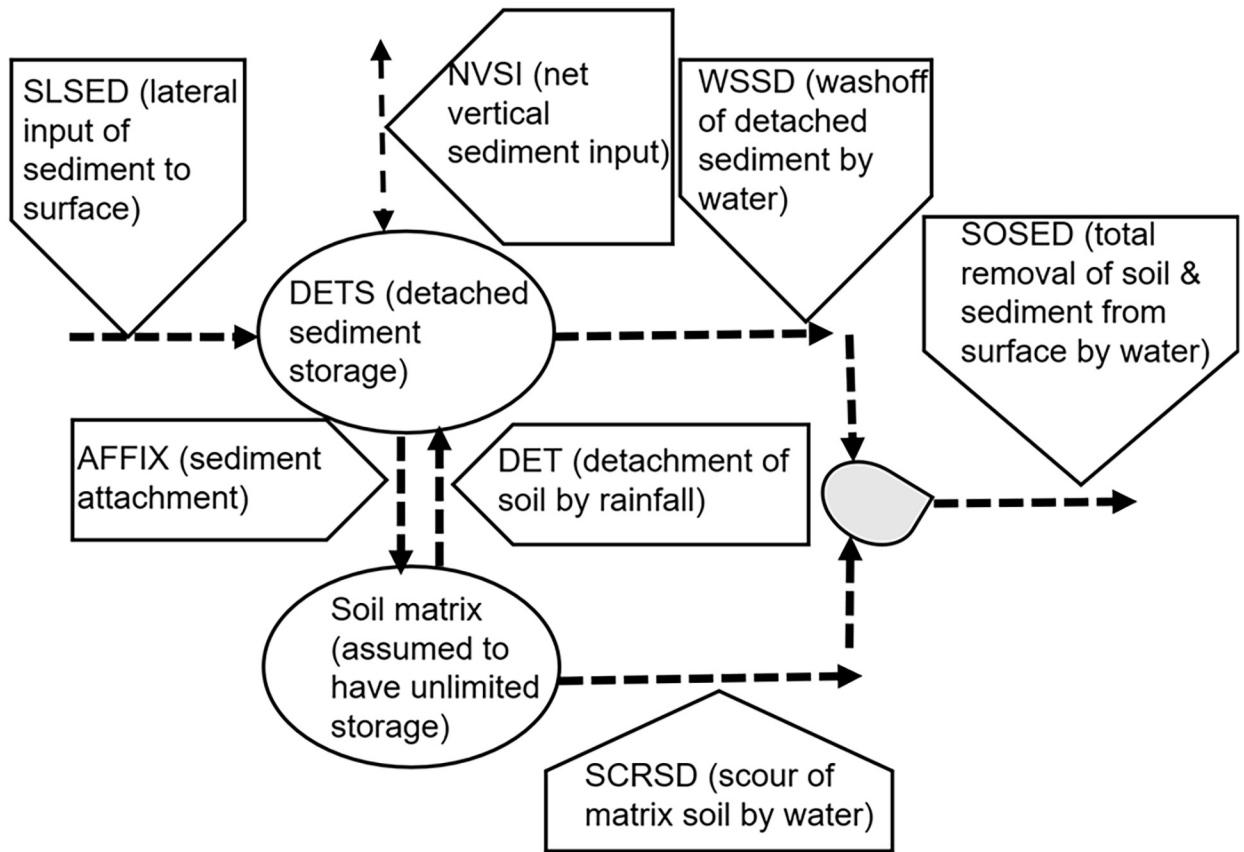 SLSED (lateral
input of
sediment to
surface)
NVSI (net
vertical
sediment input)
WSSD (washoff
of detached
sediment by
water)
SOSED (total
removal of soil &
sediment from
surface by water)
DETS (detached
sediment
storage)
AFFIX (sediment
attachment)
DET (detachment of
soil by rainfall)
Soil matrix
(assumed to
have unlimited
storage)
SCRSD (scour of
matrix soil by water)